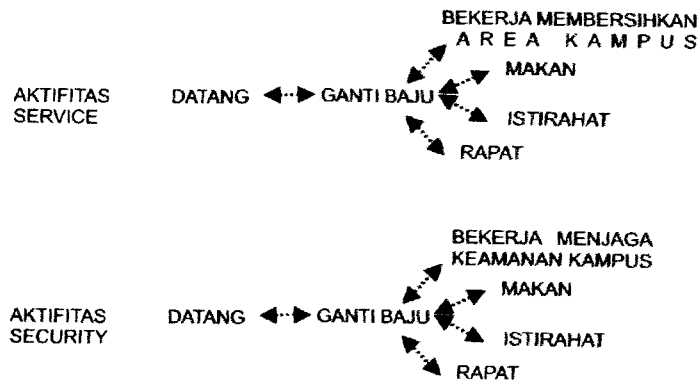 BEKERJA MEMBERSIHKAN
AREA KAMPUS
MAKAN
AKTIFITAS
SERVICE
DATANG
GANTI BAJU
ISTIRAHAT
RAPAT
BEKERJA MENJAGA
KEAMANAN KAMPUS
MAKAN
AKTIFITAS
SECURITY
DATANG
GANTI BAJU
ISTIRAHAT
RAPAT